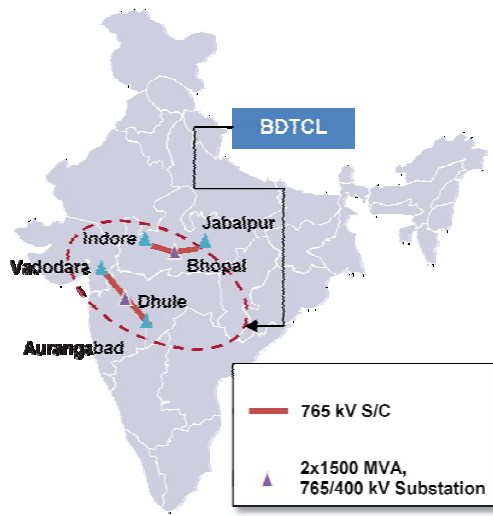 BDTCL
Jabalpur
Indore
Bhopal
Vadodara
Dhule
Aurangabad
765 kV S/C
2x1500 MVA,
765/400 kV Substation